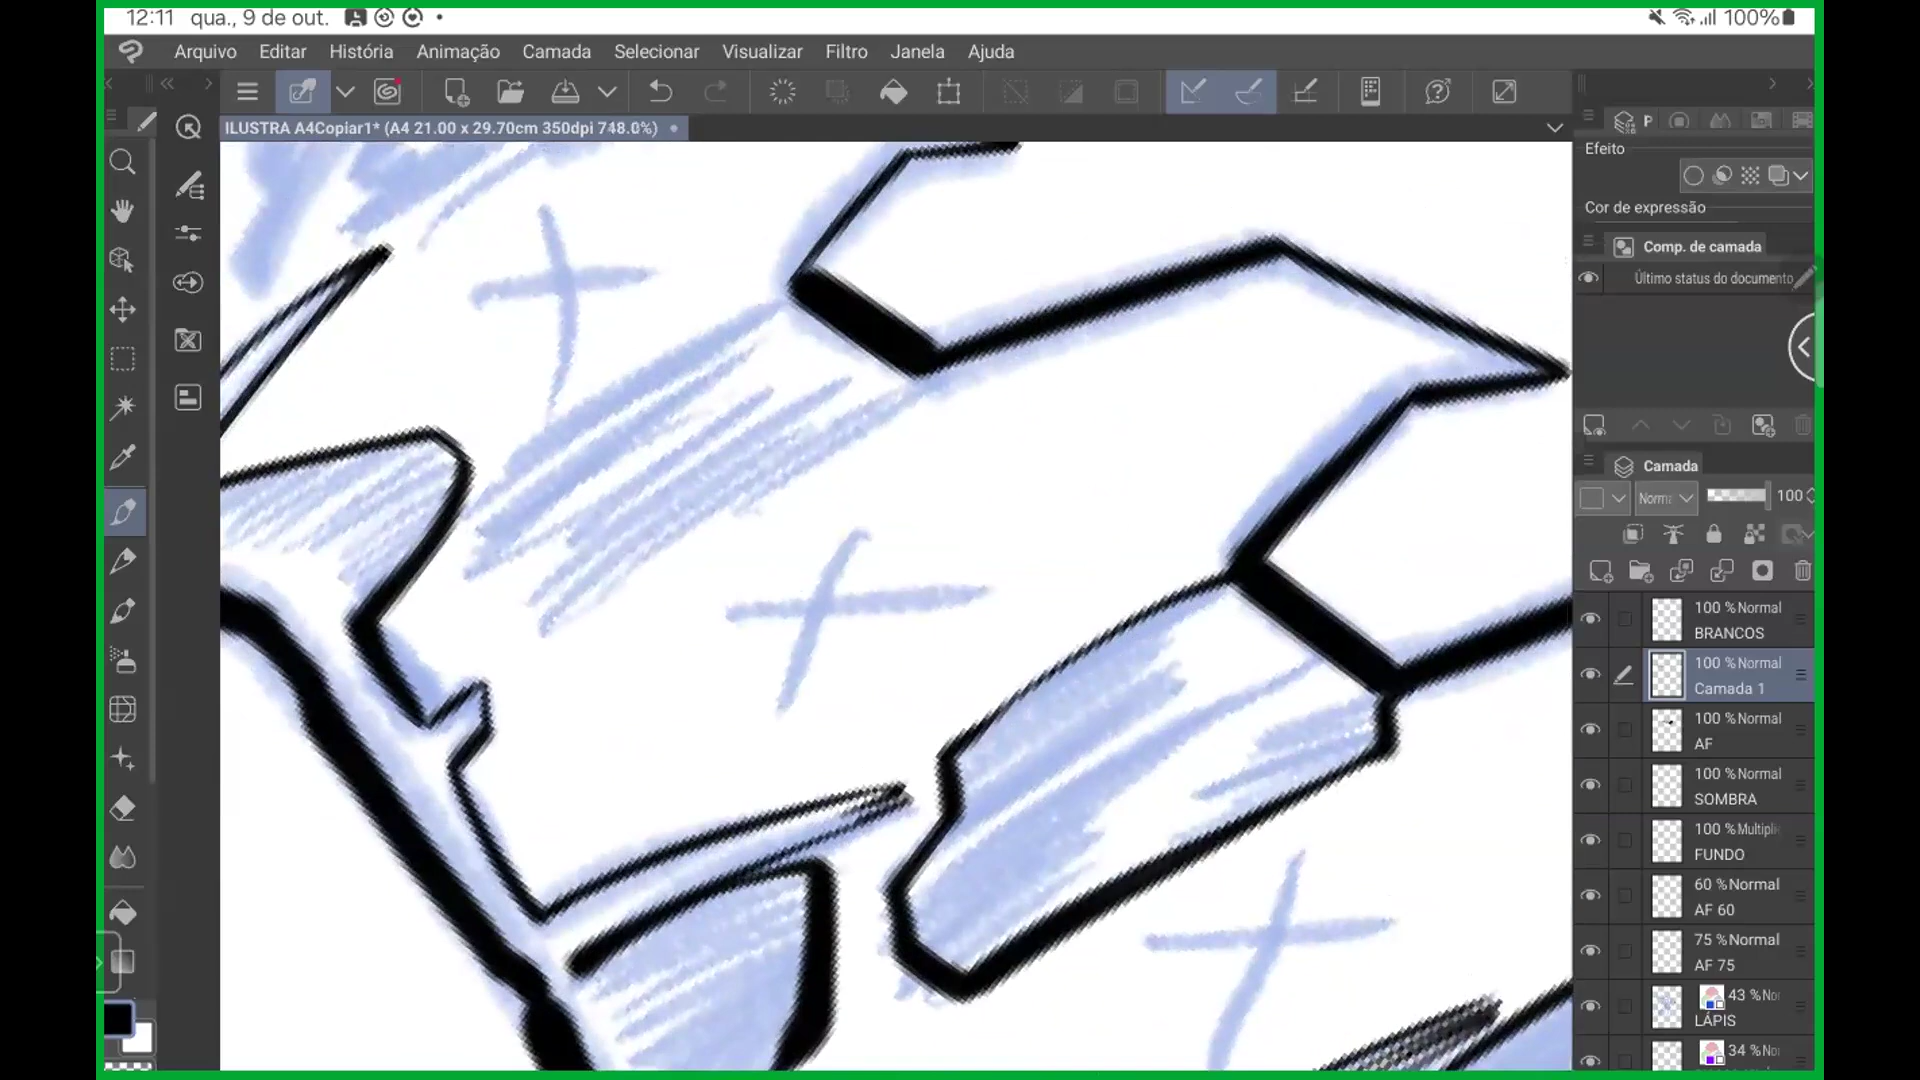 12:11 qua., 9 de out.
100%
Arquivo Editar História Animação Camada Selecionar Visualizar Filtro Janela Ajuda
ILUSTRA A4Copiar1* (A4 21.00 x 29.70cm 350dpi 748.0%)
P
Efeito
Cor de expressão
Comp. de camada
Último status do documento
Camada
Norma 100
100 % Normal
BRANCOS
100 % Normal
Camada 1
100 % Normal
AF
100 % Normal
SOMBRA
100 % Multipli
FUNDO
60 % Normal
AF 60
75 % Normal
AF 75
43 % No
LÁPIS
34 % No